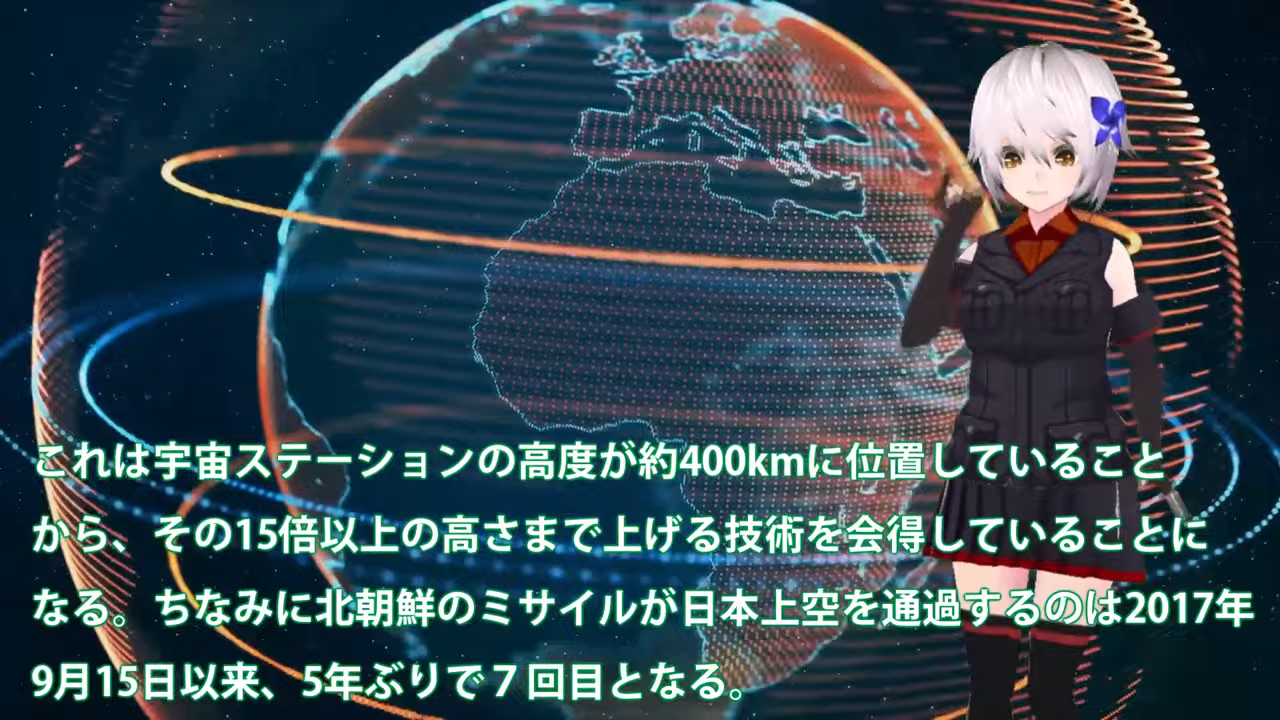 これは宇宙ステーションの高度が約400kmに位置していること
から、その15倍以上の高さまで上げる技術を会得していることに
なる。ちなみに北朝鮮のミサイルが日本上空を通過するのは2017年
9月15日以来、5年ぶりで７回目となる。